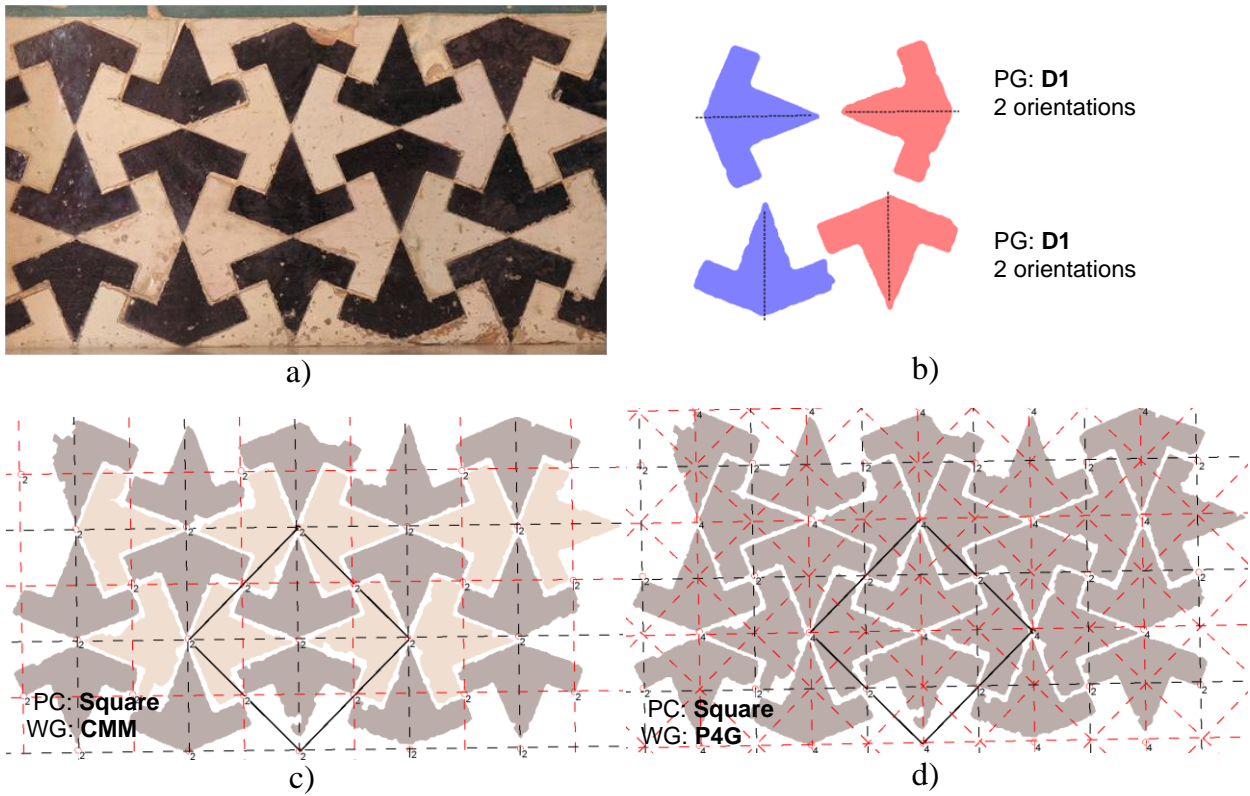 PG: D1
2 orientations
PG: D1
2 orientations
a)
b)
PC: Square
WG: CMM
c)
PC: Square
WG: P4G
d)